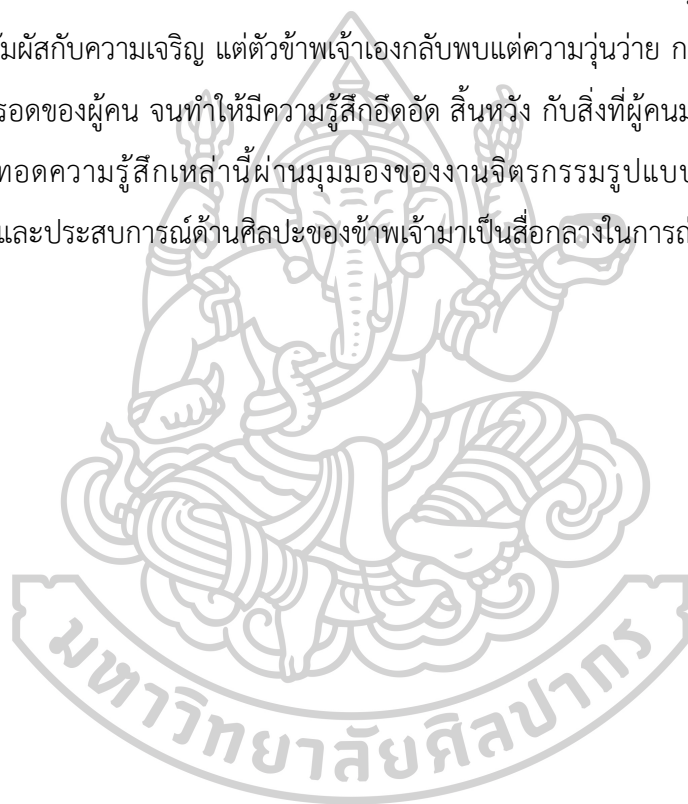 ัมผัสกับความเจริญ แต่ตัวข้าพเจ้าเองกลับพบแต่ความวุ่นวาย ก
รอดของผู้คน จนทำให้มีความรู้สึกอึดอัด สิ้นหวัง กับสิ่งที่ผู้คนม
ทอดความรู้สึกเหล่านี้ผ่านมุมมองของงานจิตรกรรมรูปแบบ
และประสบการณ์ด้านศิลปะของข้าพเจ้ามาเป็นสื่อกลางในการถ่
มหาวิทยาลัยศิลปากร